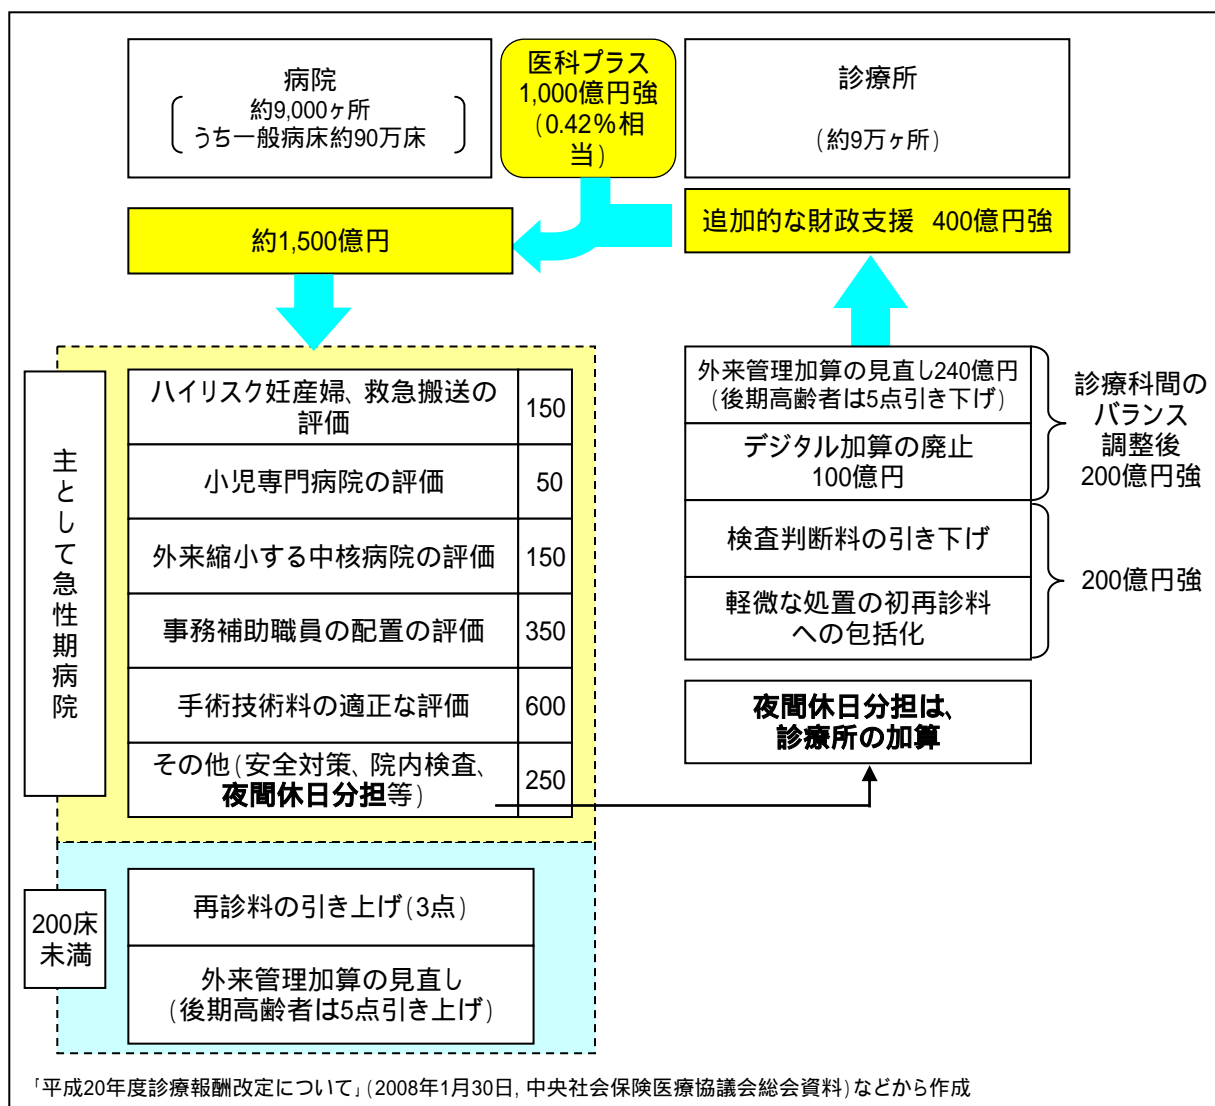 病院
約9,000ヶ所
うち一般病床約90万床
医科プラス
1,000億円強
(0.42%相
当)
診療所
(約9万ヶ所)
追加的な財政支援 400億円強
約1,500億円
主として急性期病院
ハイリスク妊産婦、救急搬送の
評価
150
小児専門病院の評価
50
外来縮小する中核病院の評価
150
事務補助職員の配置の評価
350
手術技術料の適正な評価
600
その他(安全対策、院内検査、
夜間休日分担等)
250
外来管理加算の見直し240億円
(後期高齢者は5点引き下げ)
デジタル加算の廃止
100億円
診療科間の
バランス
調整後
200億円強
検査判断料の引き下げ
軽微な処置の初再診料
への包括化
200億円強
夜間休日分担は、
診療所の加算
200床
未満
再診料の引き上げ(3点)
外来管理加算の見直し
(後期高齢者は5点引き上げ)
「平成20年度診療報酬改定について」(2008年1月30日, 中央社会保険医療協議会総会資料)などから作成